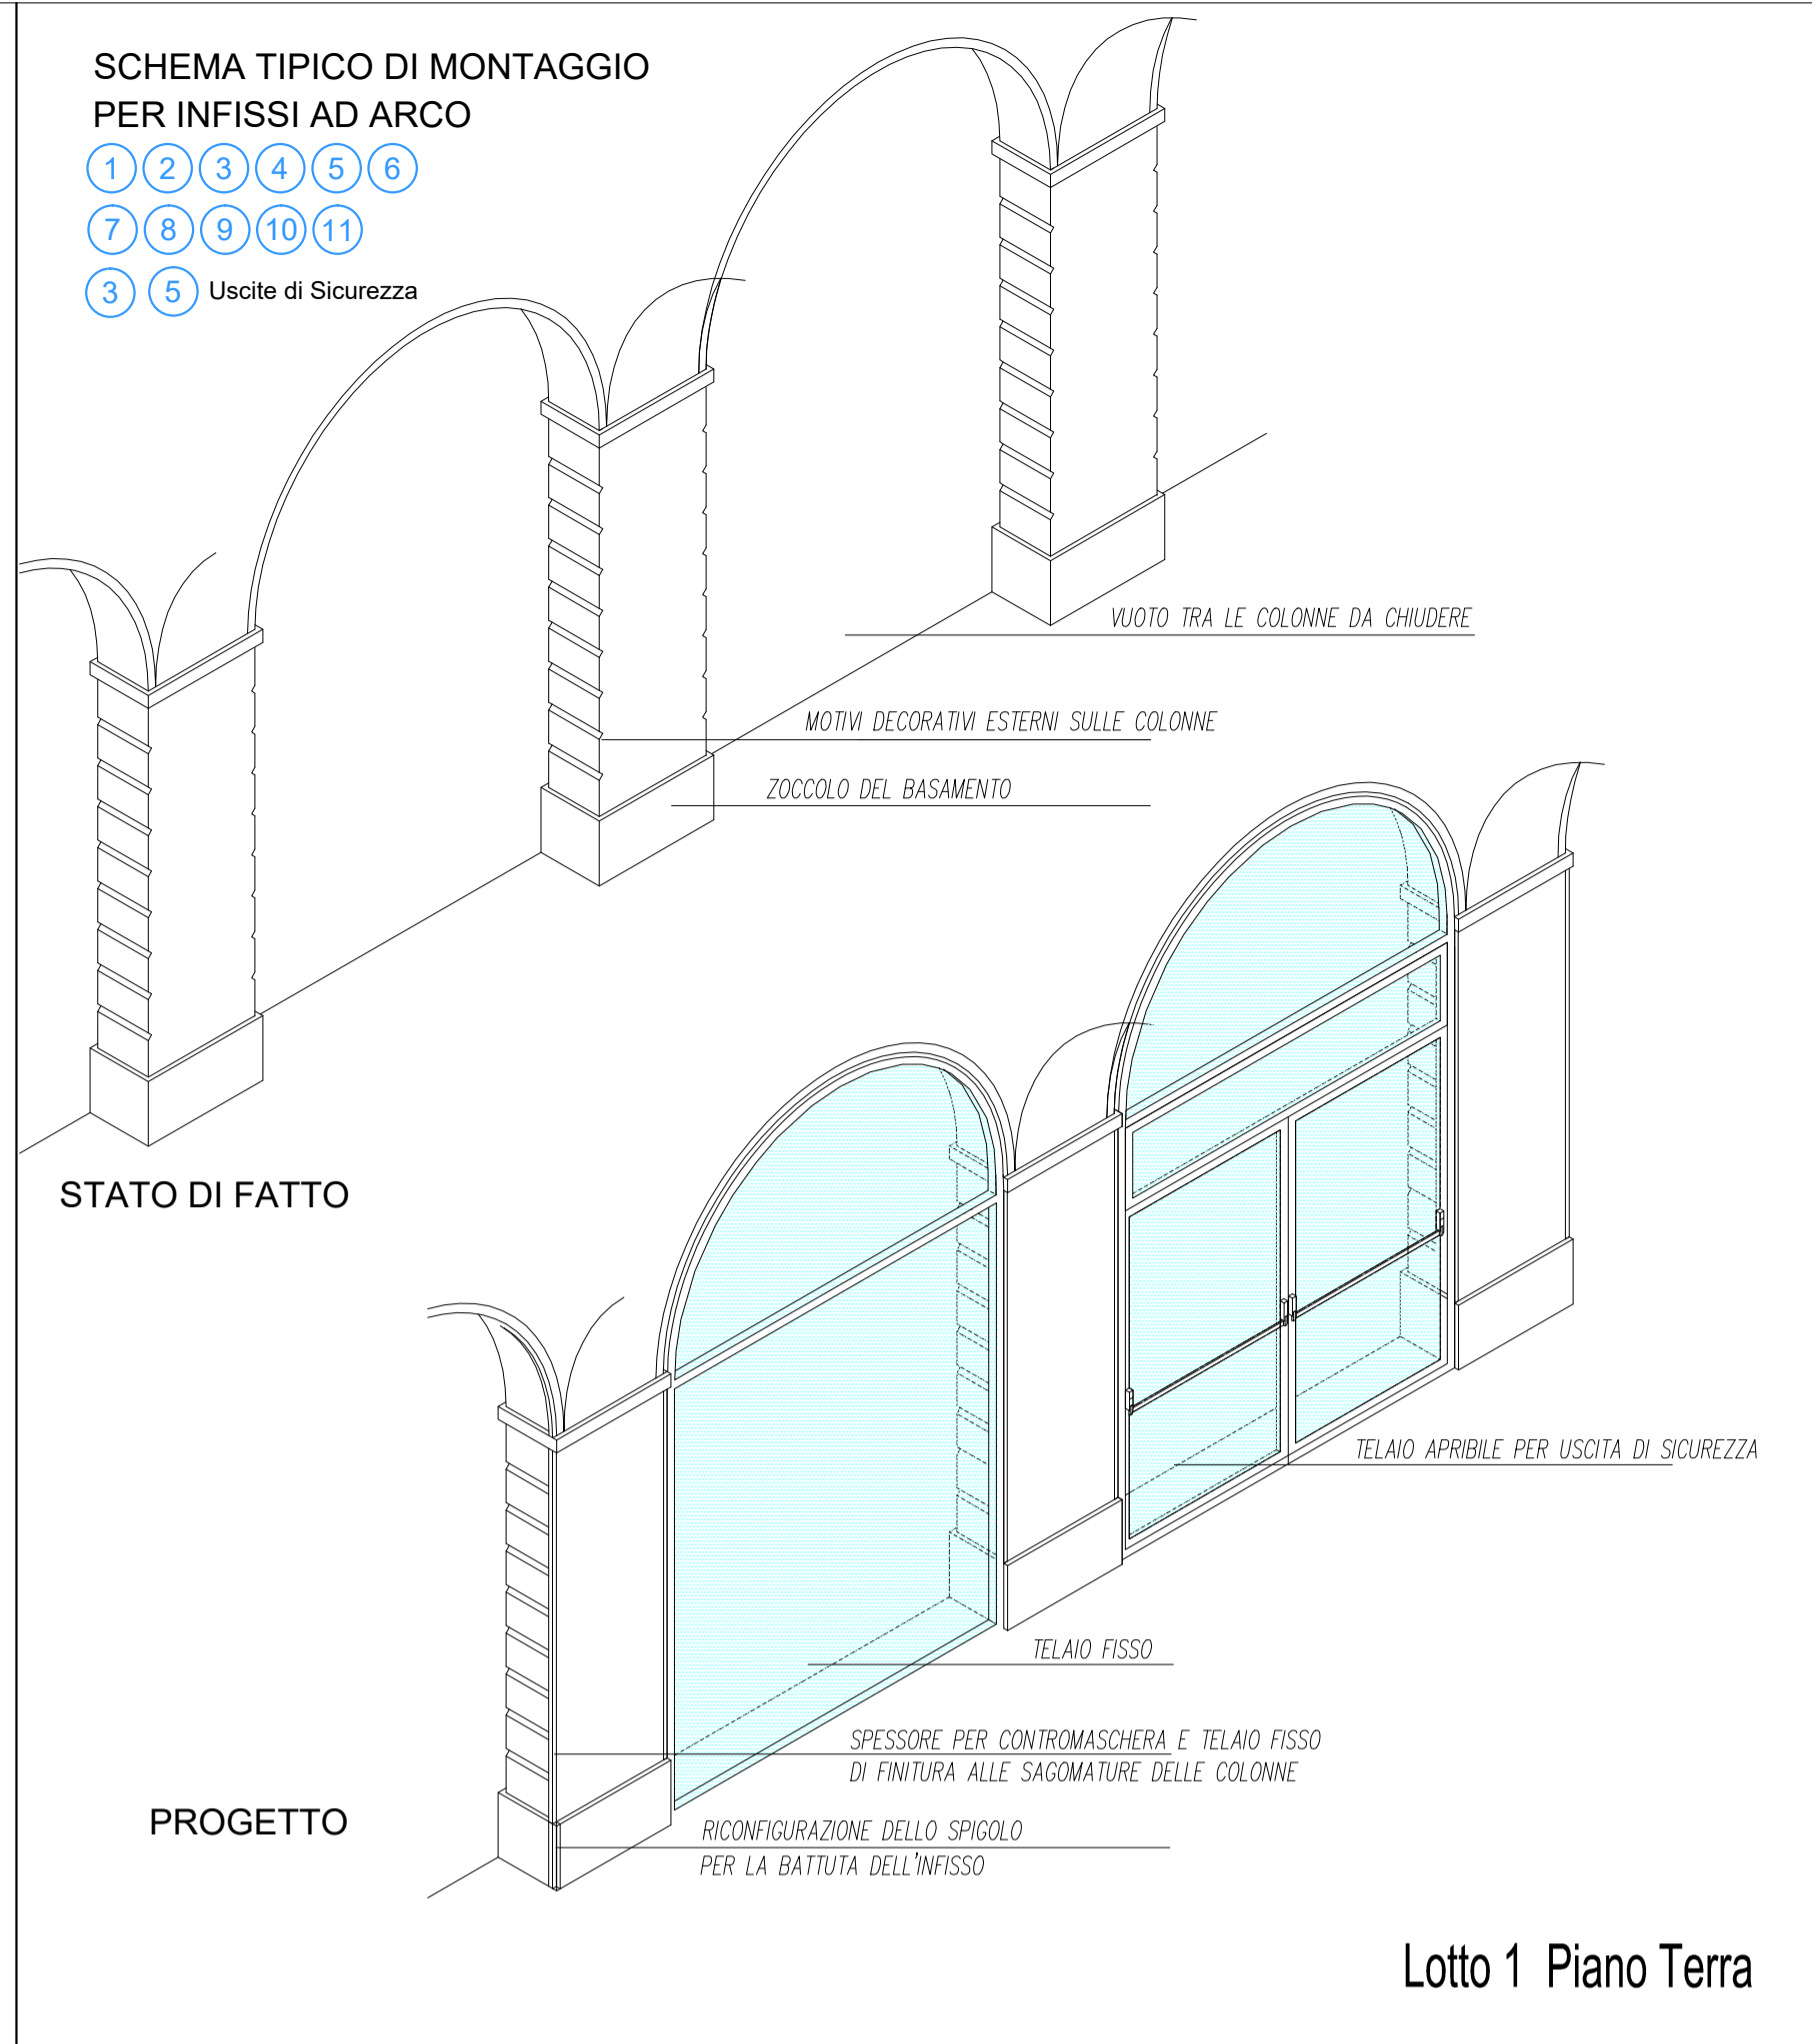 SCHEMA TIPICO DI MONTAGGIO
PER INFISSI AD ARCO
1 2 3 4 5 6
7 8 9 10 11
3 5 Uscite di Sicurezza
VUOTO TRA LE COLONNE DA CHIUDERE
MOTIVI DECORATIVI ESTERNI SULLE COLONNE
ZOCCOLO DEL BASAMENTO
STATO DI FATTO
TELAIO APRIBILE PER USCITA DI SICUREZZA
TELAIO FISSO
SPESSORE PER CONTROMASCHERA E TELAIO FISSO
DI FINITURA ALLE SAGOMATURE DELLE COLONNE
PROGETTO
RICONFIGURAZIONE DELLO SPIGOLO
PER LA BATTUTA DELL'INFISSO
Lotto 1 Piano Terra